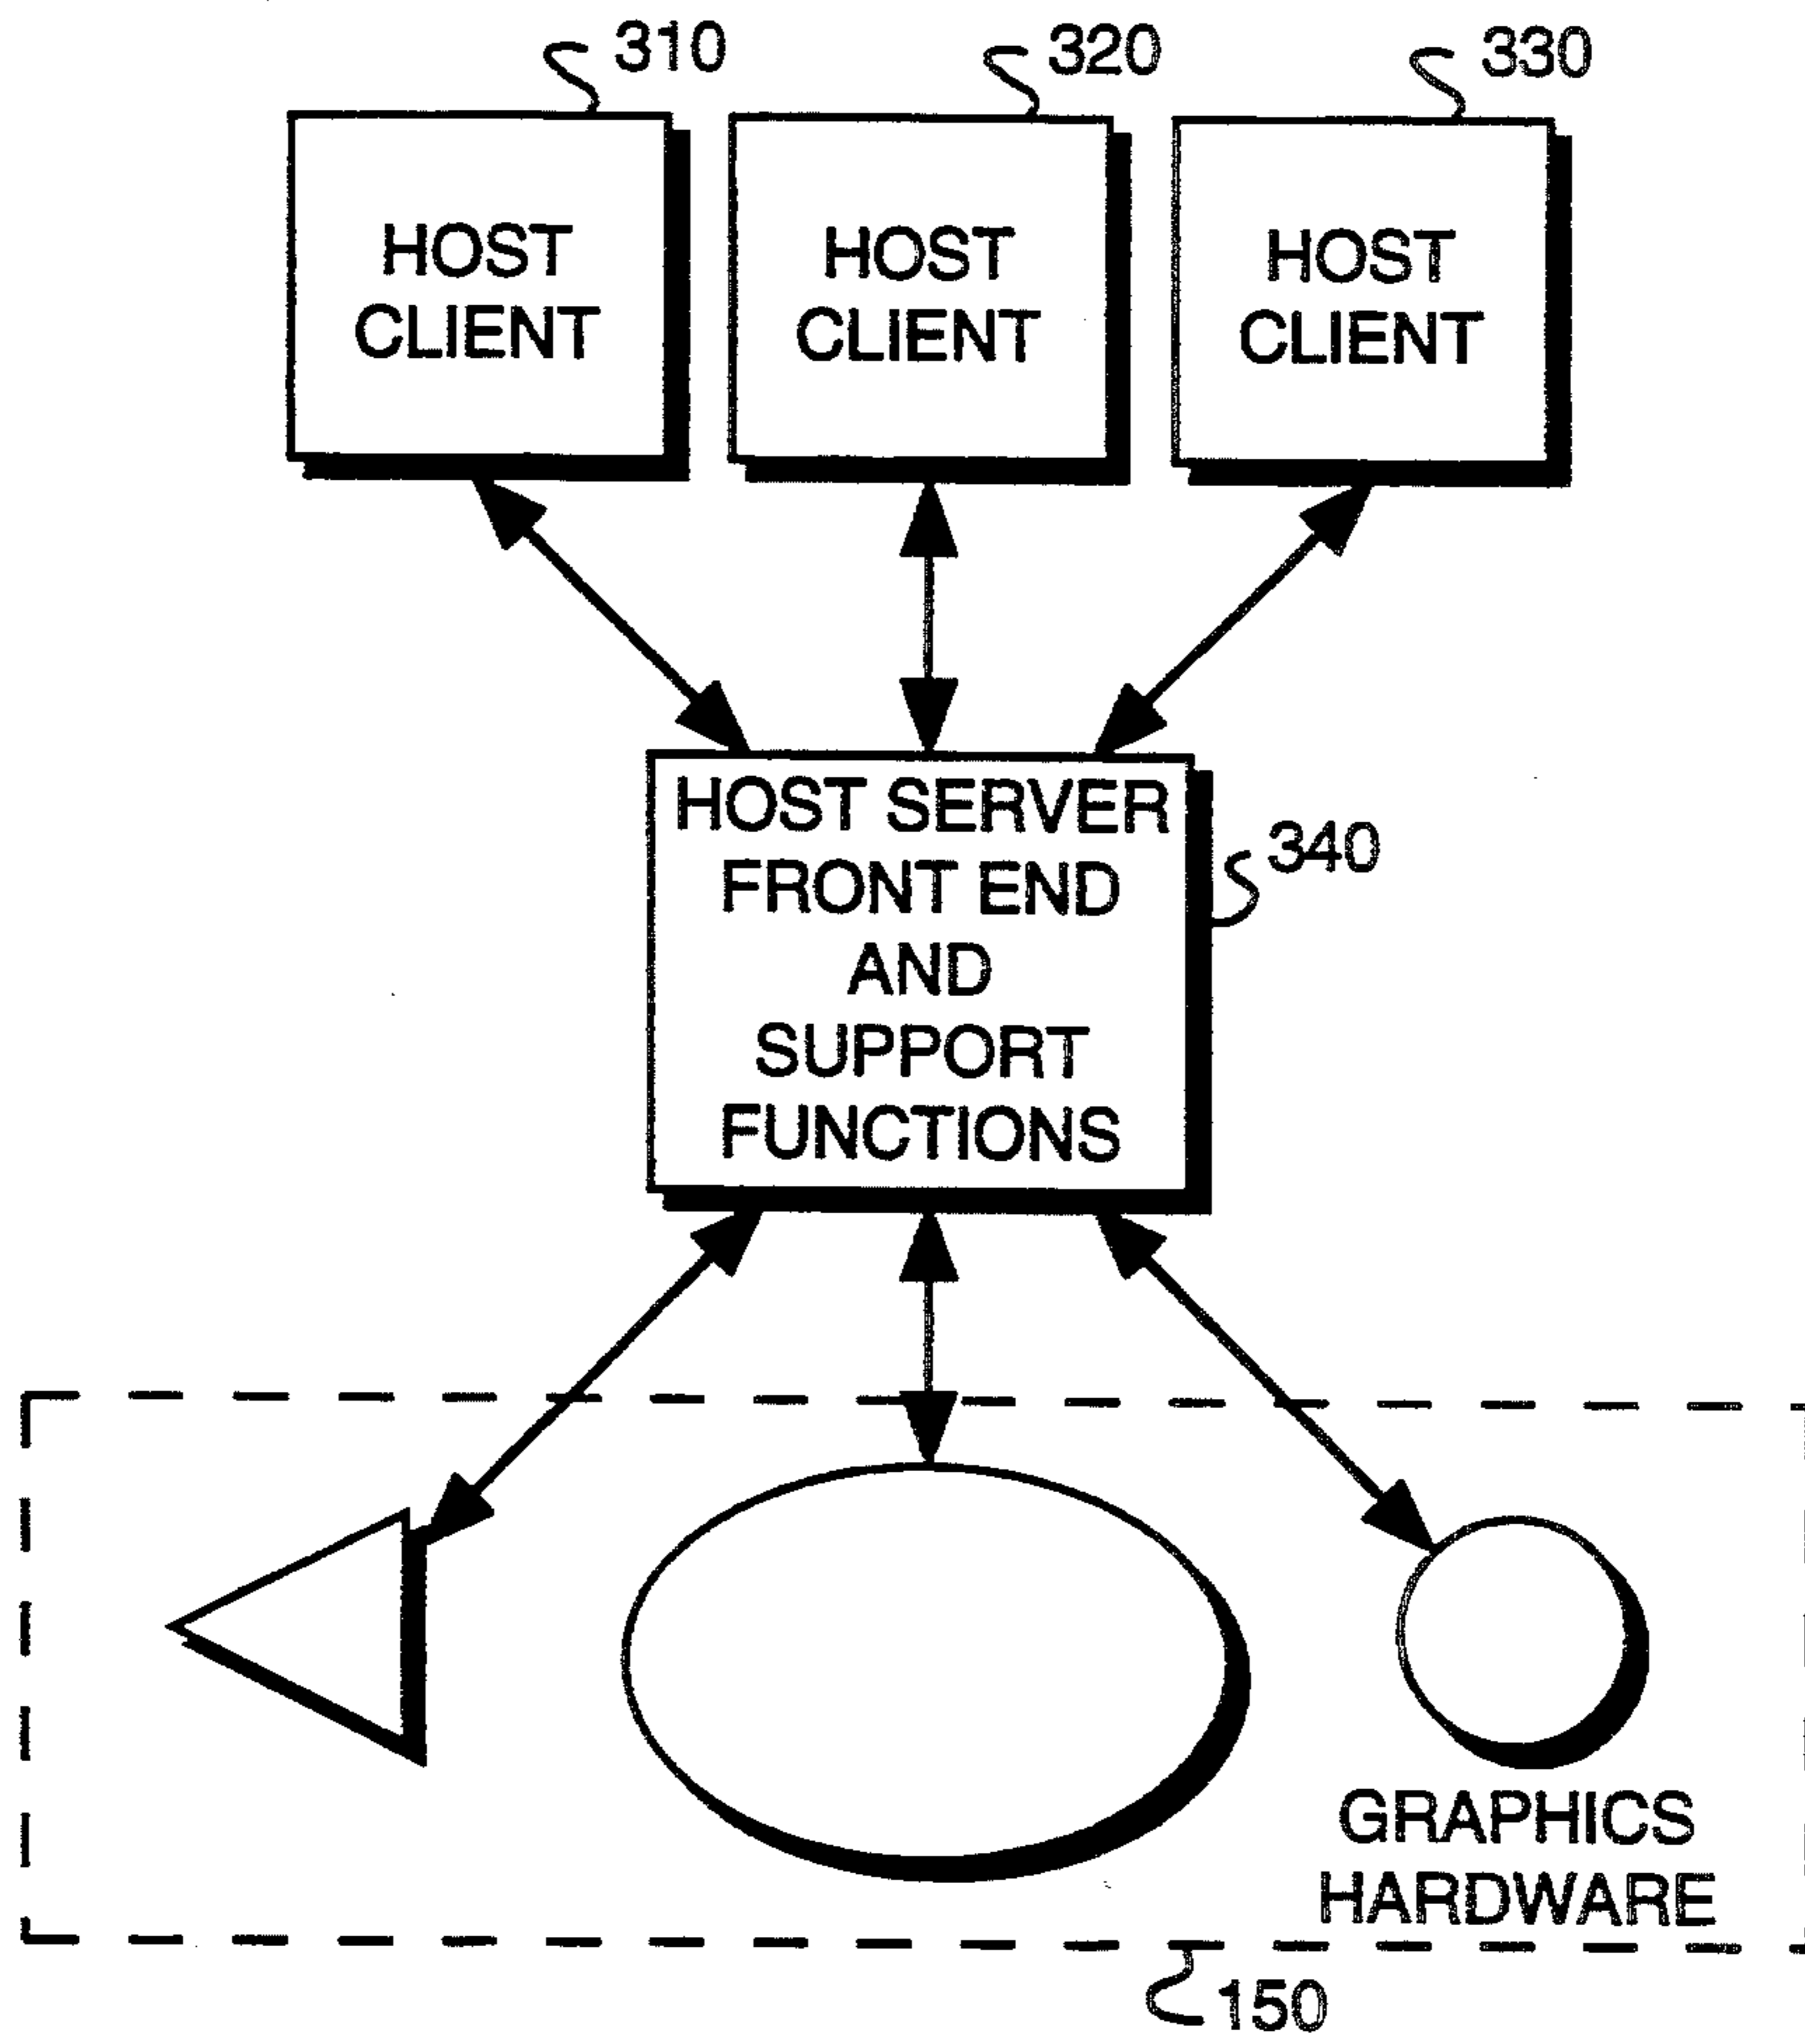 310
320
330
HOST
CLIENT
HOST
CLIENT
HOST
CLIENT
HOST SERVER
FRONT END
AND
SUPPORT
FUNCTIONS
340
GRAPHICS
HARDWARE
150